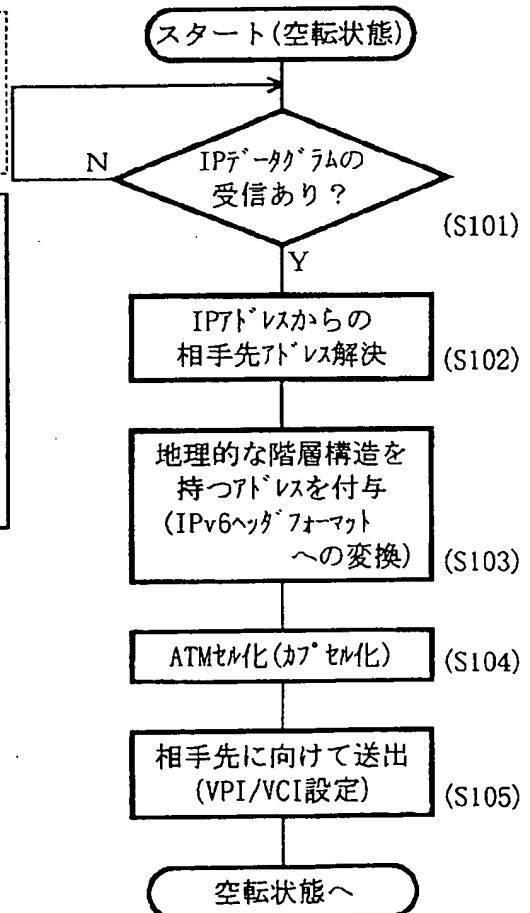 スタート(空転状態)
N
IPデータグラムの
受信あり？
(S101)
Y
IPアドレスからの
相手先アドレス解決
(S102)
地理的な階層構造を
持つアドレスを付与
(IPv6ヘッダフォーマット
への変換)
(S103)
ATMセル化(カプセル化)
(S104)
相手先に向けて送出
(VPI/VCI設定)
(S105)
空転状態へ